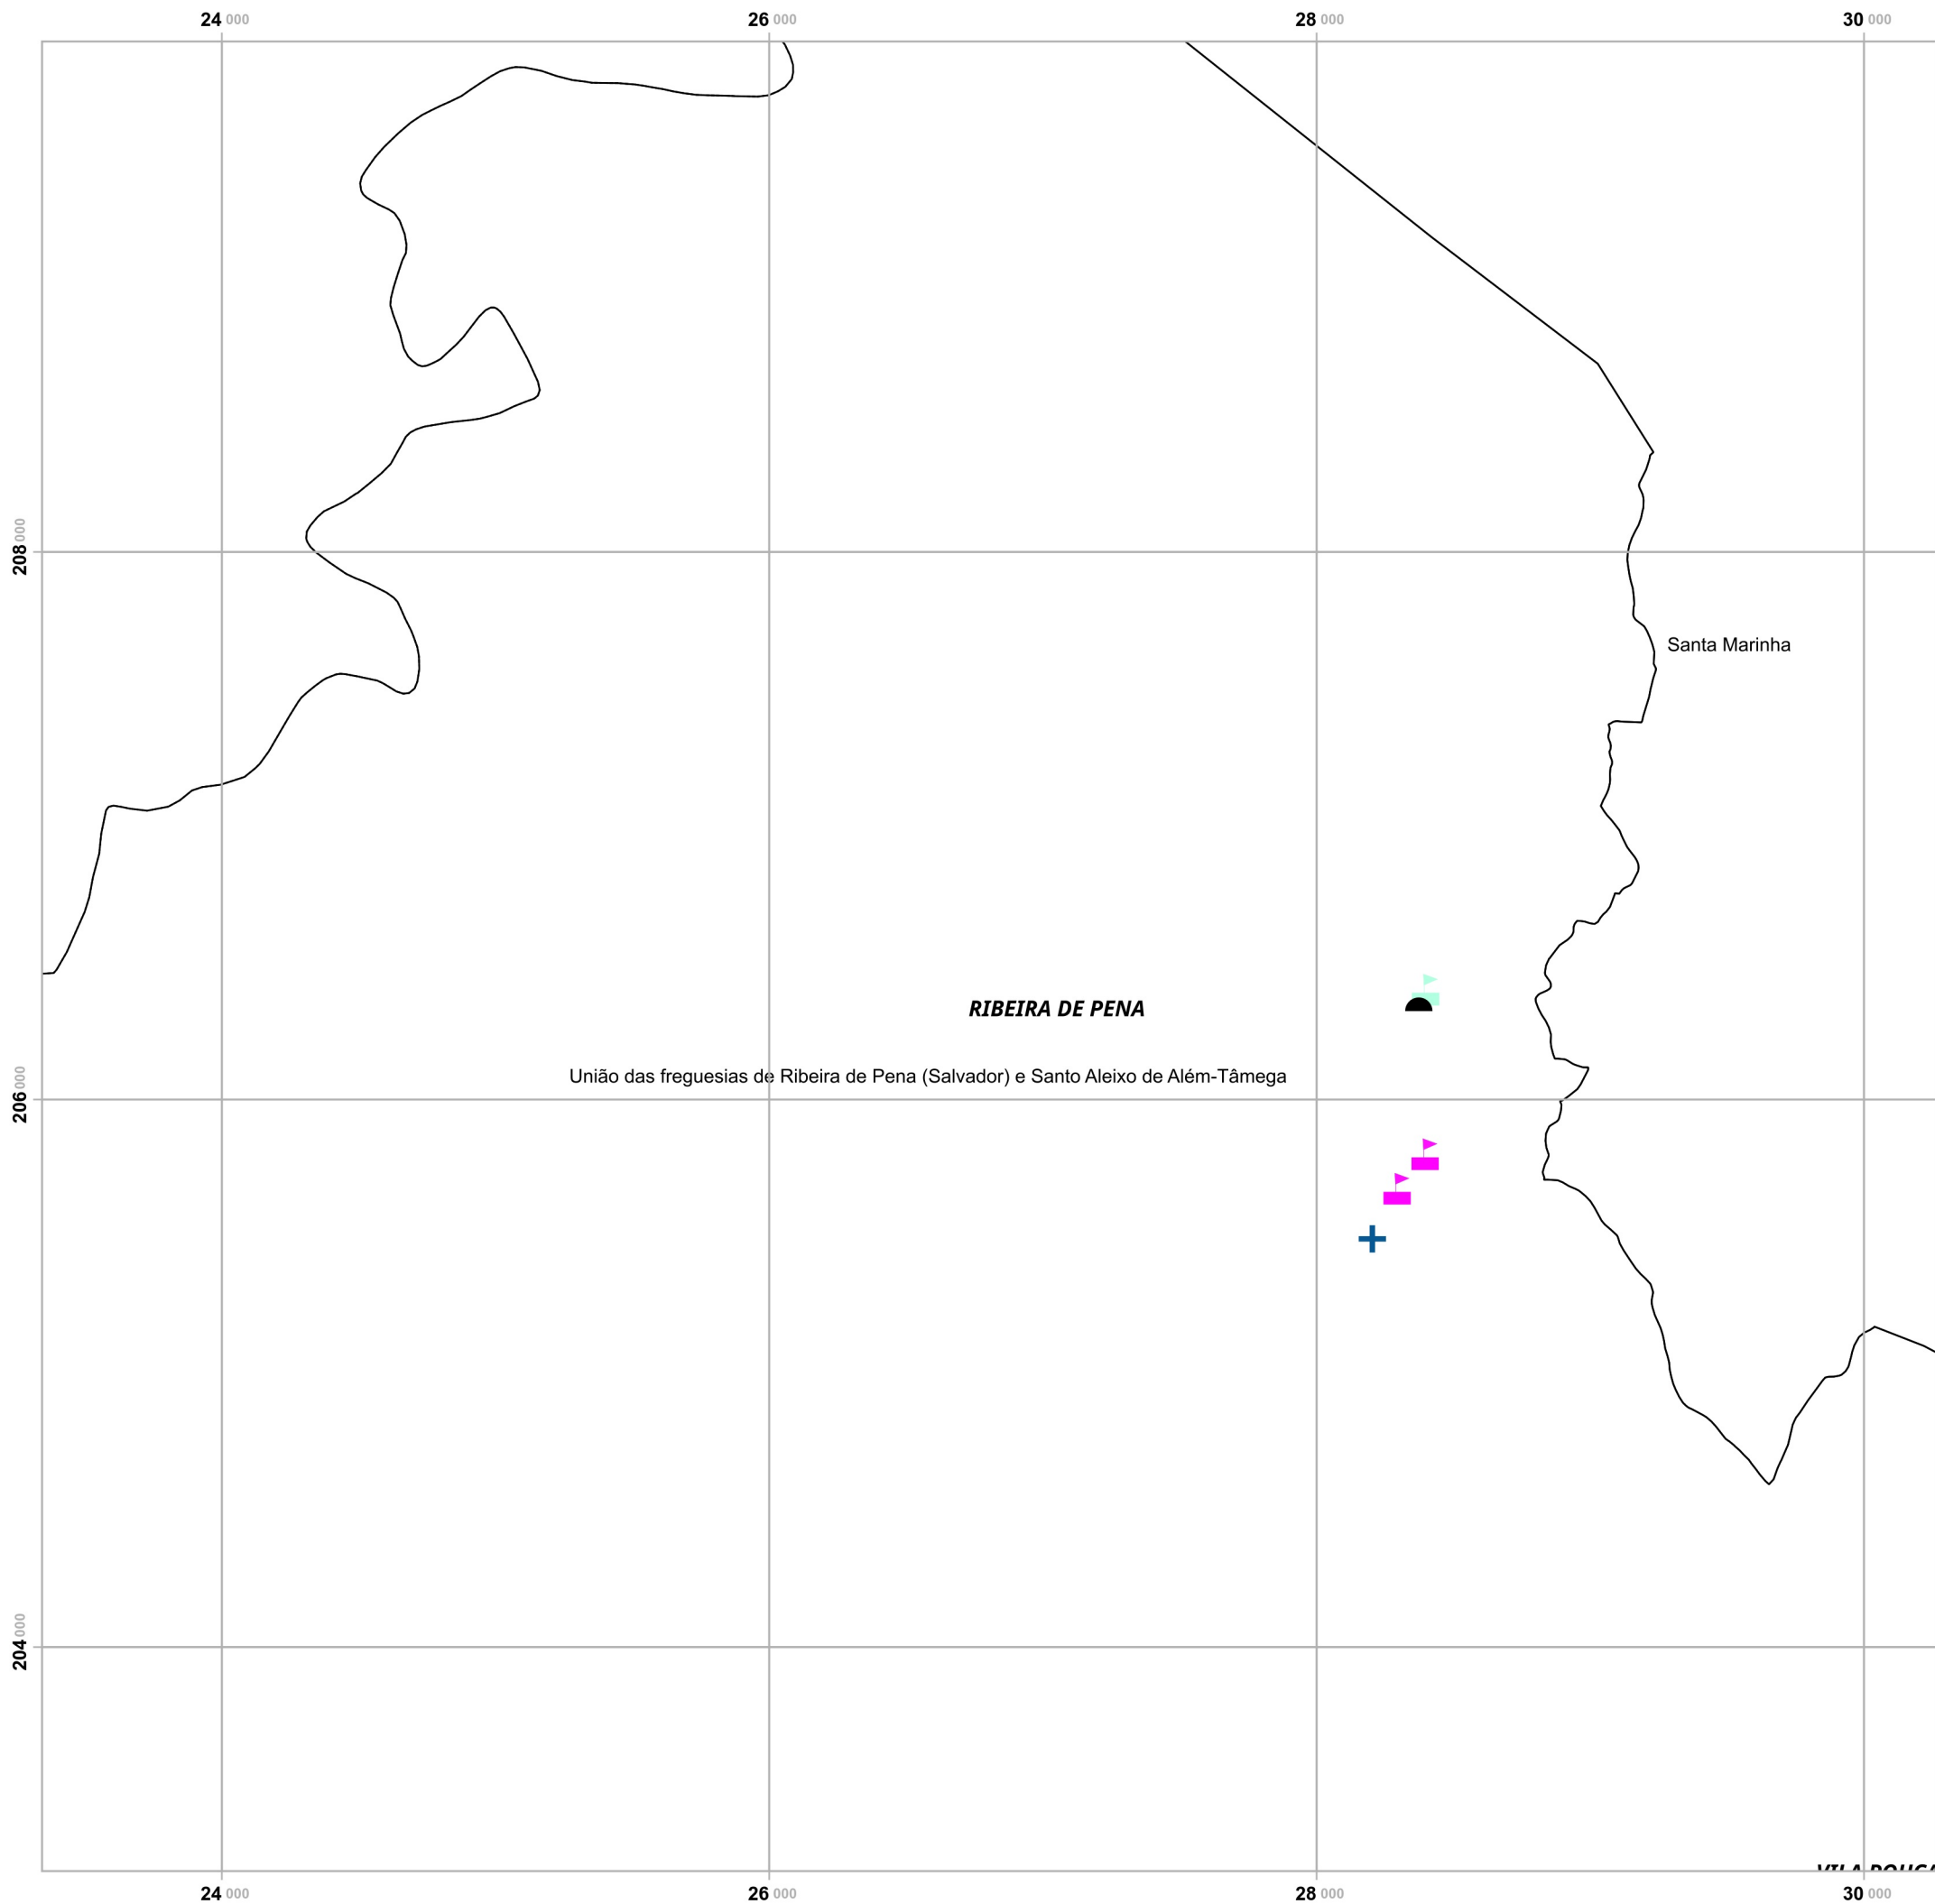 24 000 26 000 28 000 30 000
208 000
Santa Marinha
RIBEIRA DE PENA
União das freguesias de Ribeira de Pena (Salvador) e Santo Aleixo de Além-Tâmega
206 000
204 000
VILA
24 000 26 000 28 000 30 000